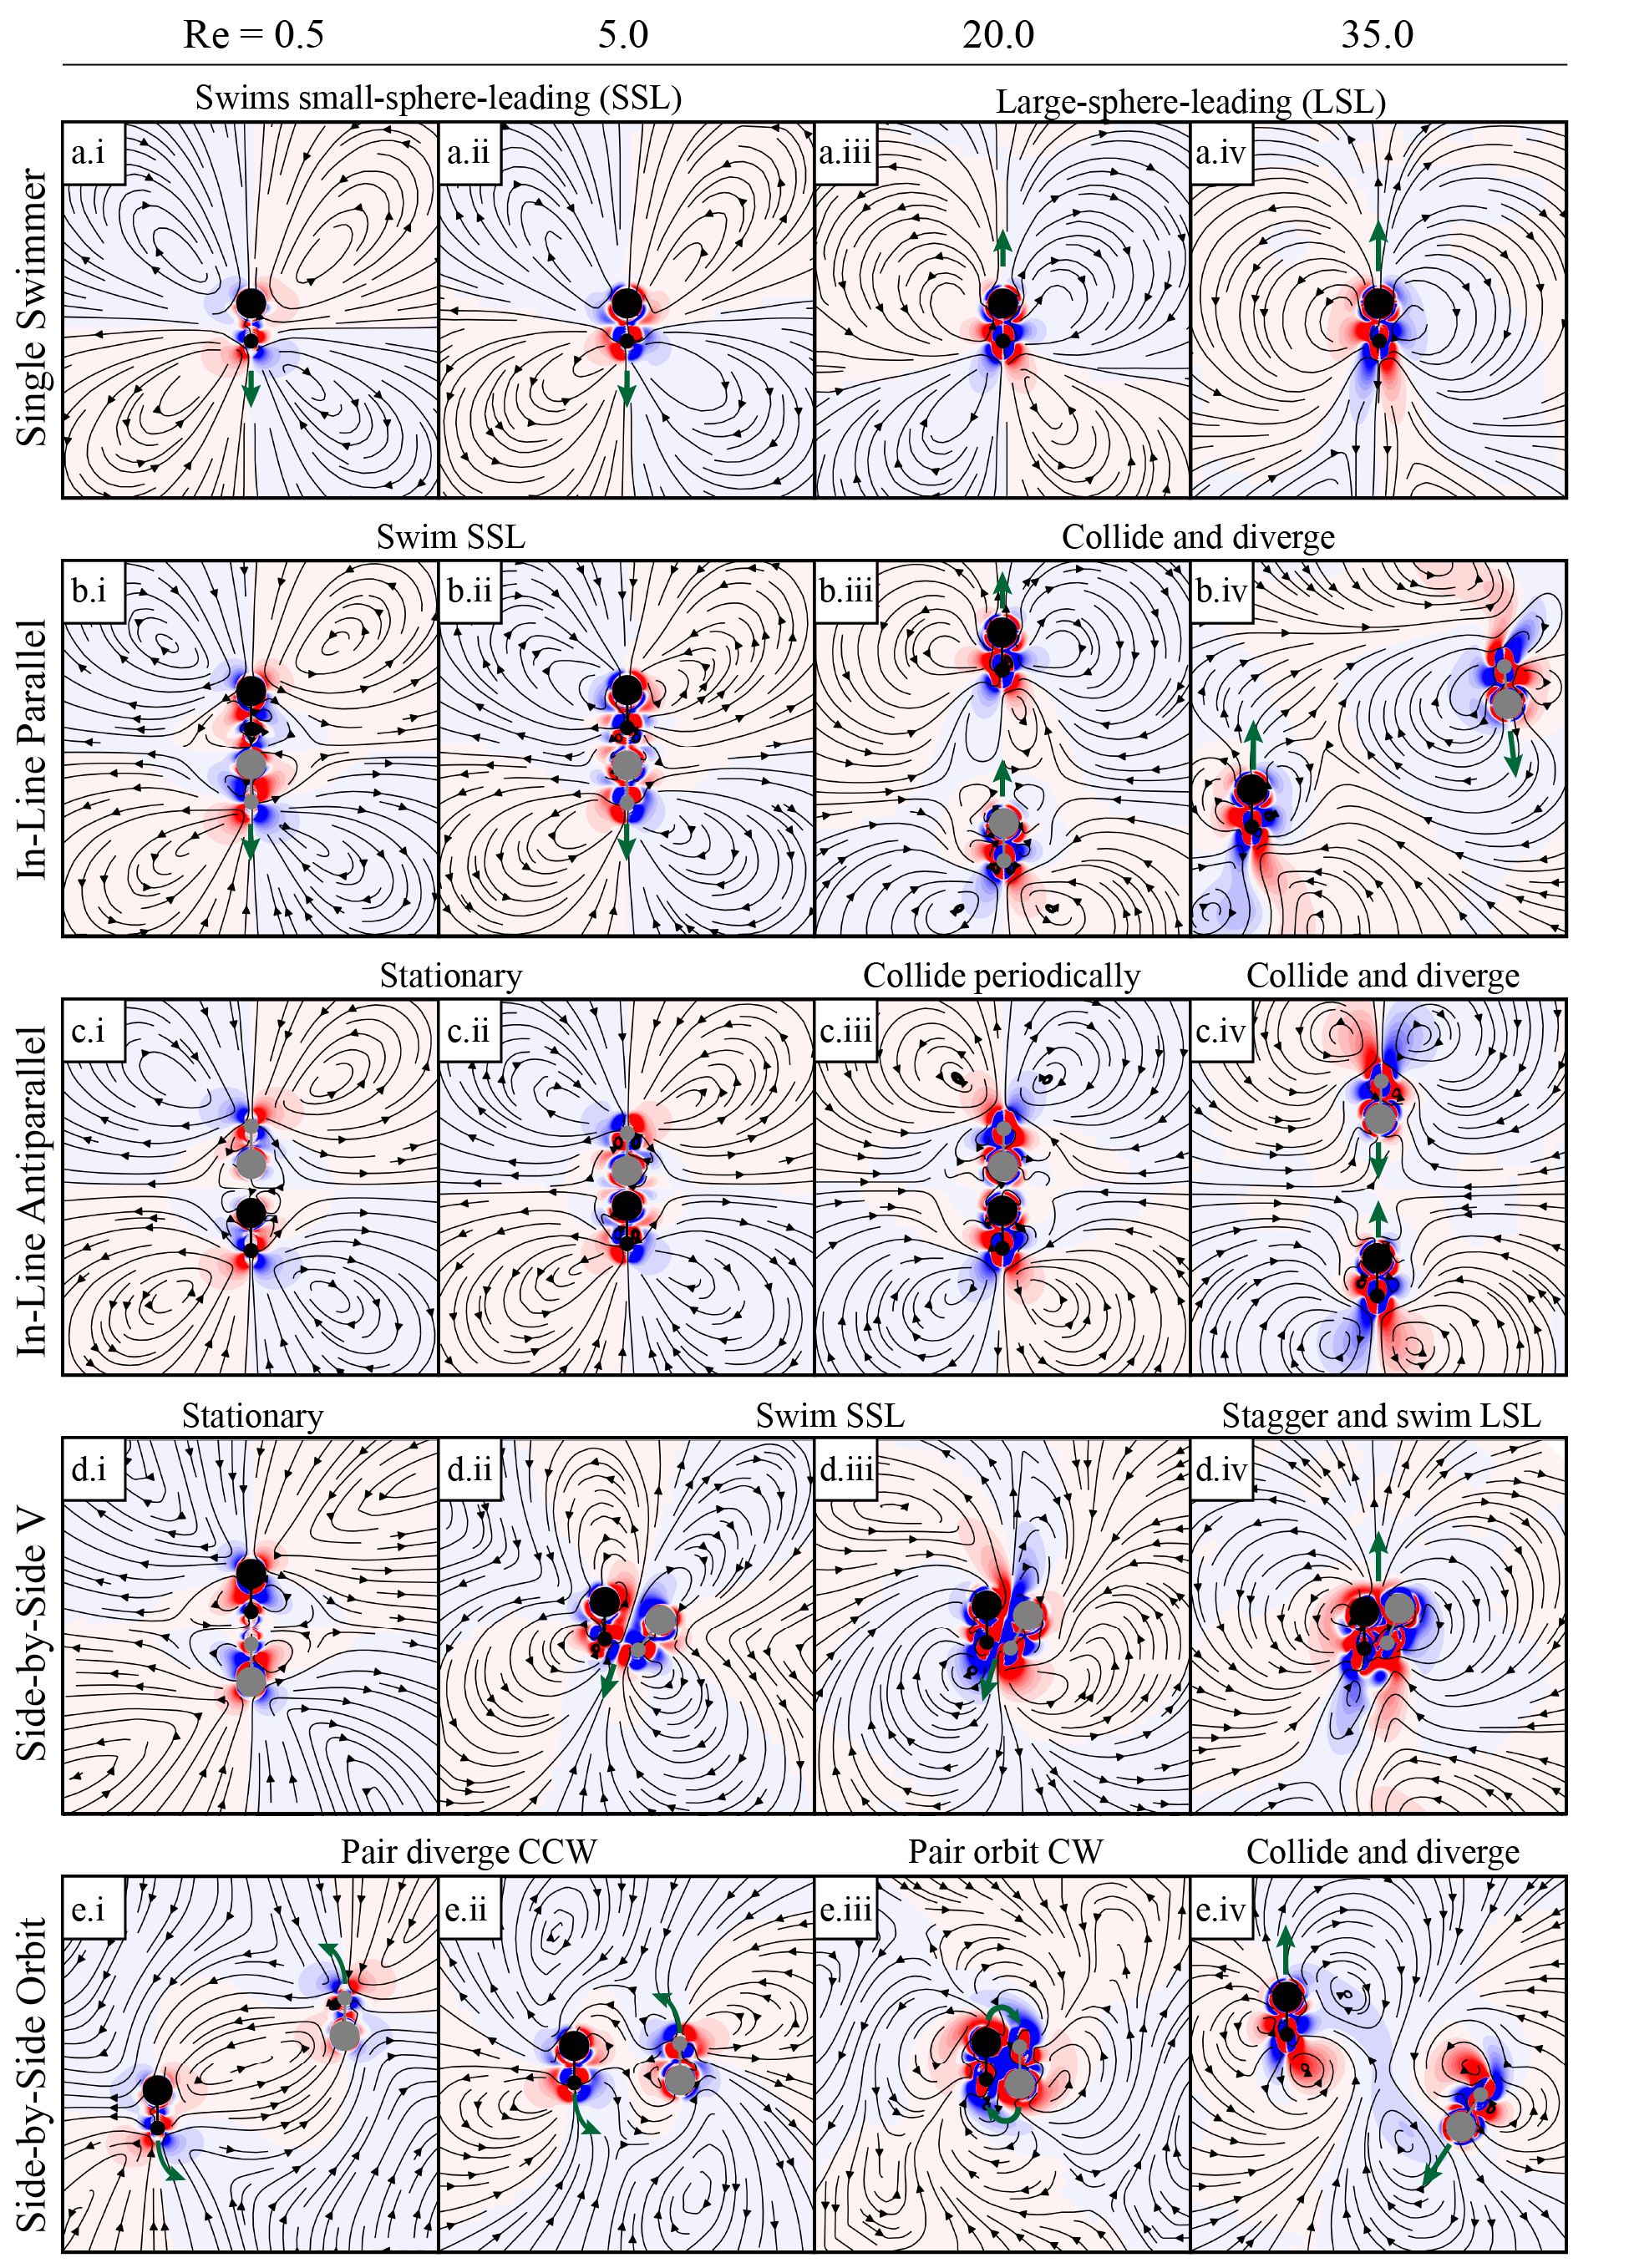 Re = 0.5 5.0 20.0 35.0
Swims small-sphere-leading (SSL) Large-sphere-leading (LSL)
Single Swimmer
a.i a.ii a.iii a.iv
Swim SSL Collide and diverge
In-Line Parallel
b.i b.ii b.iii b.iv
Stationary Collide periodically Collide and diverge
In-Line Antiparallel
c.i c.ii c.iii c.iv
Stationary Swim SSL Stagger and swim LSL
Side-by-Side V
d.i d.ii d.iii d.iv
Pair diverge CCW Pair orbit CW Collide and diverge
Side-by-Side Orbit
e.i e.ii e.iii e.iv